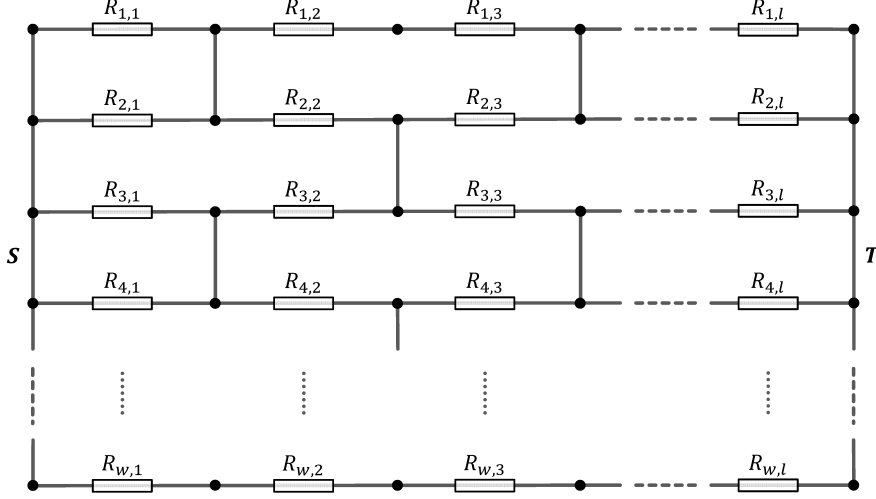 R1,1 R1,2 R1,3 R1,l
R2,1 R2,2 R2,3 R2,l
R3,1 R3,2 R3,3 R3,l
S T
R4,1 R4,2 R4,3 R4,l
Rw,1 Rw,2 Rw,3 Rw,l